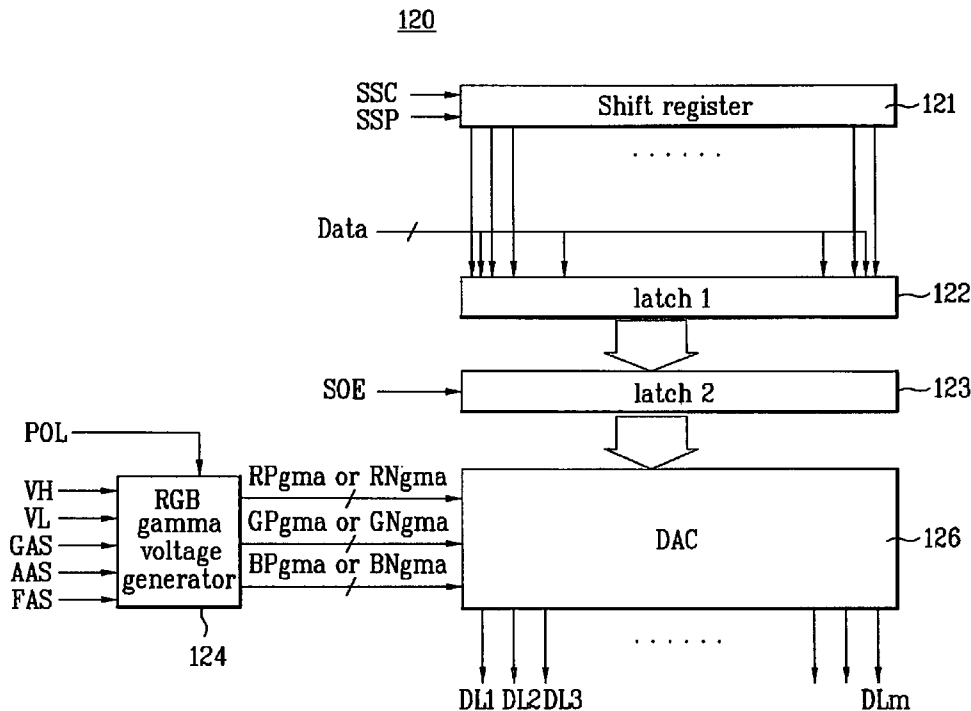 120
SSC
SSP
Shift register
121
. . . . . .
Data
latch 1
122
SOE
latch 2
123
POL
VH
VL
GAS
AAS
FAS
RGB
gamma
voltage
generator
124
RPgma or RNgma
GPgma or GNgma
BPgma or BNgma
DAC
126
. . . . . .
DL1 DL2 DL3
DLm